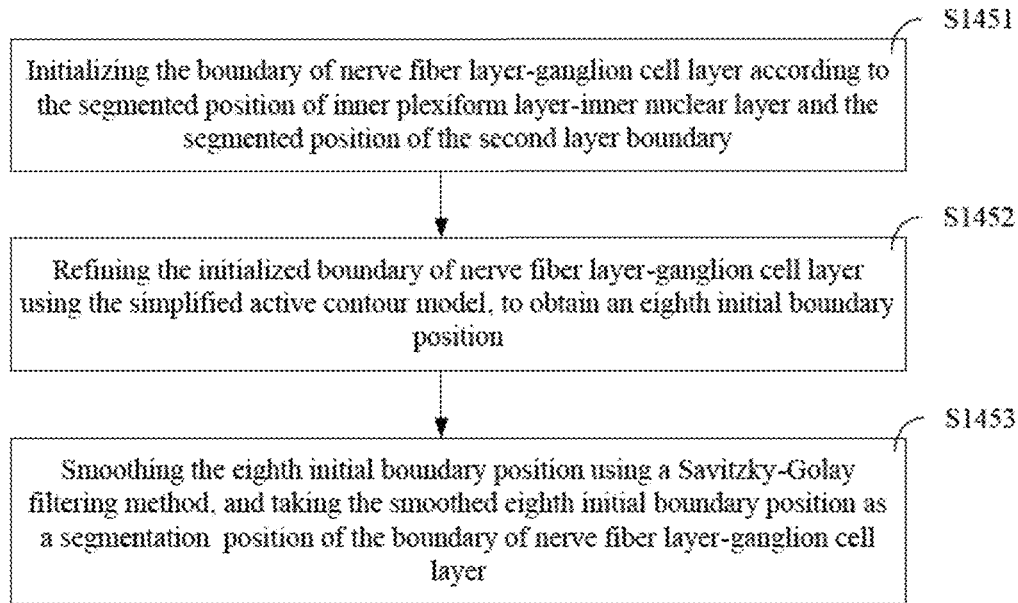 S1451
Initializing the boundary of nerve fiber layer-ganglion cell layer according to
the segmented position of inner plexiform layer-inner nuclear layer and the
segmented position of the second layer boundary
S1452
Refining the initialized boundary of nerve fiber layer-ganglion cell layer
using the simplified active contour model, to obtain an eighth initial boundary
position
S1453
Smoothing the eighth initial boundary position using a Savitzky-Golay
filtering method, and taking the smoothed eighth initial boundary position as
a segmentation position of the boundary of nerve fiber layer-ganglion cell
layer